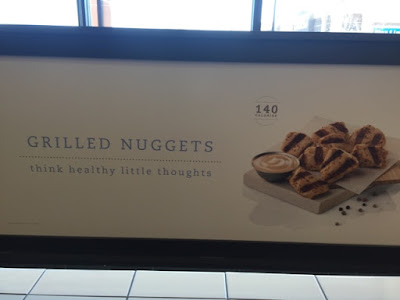 140
CALORIES
GRILLED NUGGETS
think healthy little thoughts